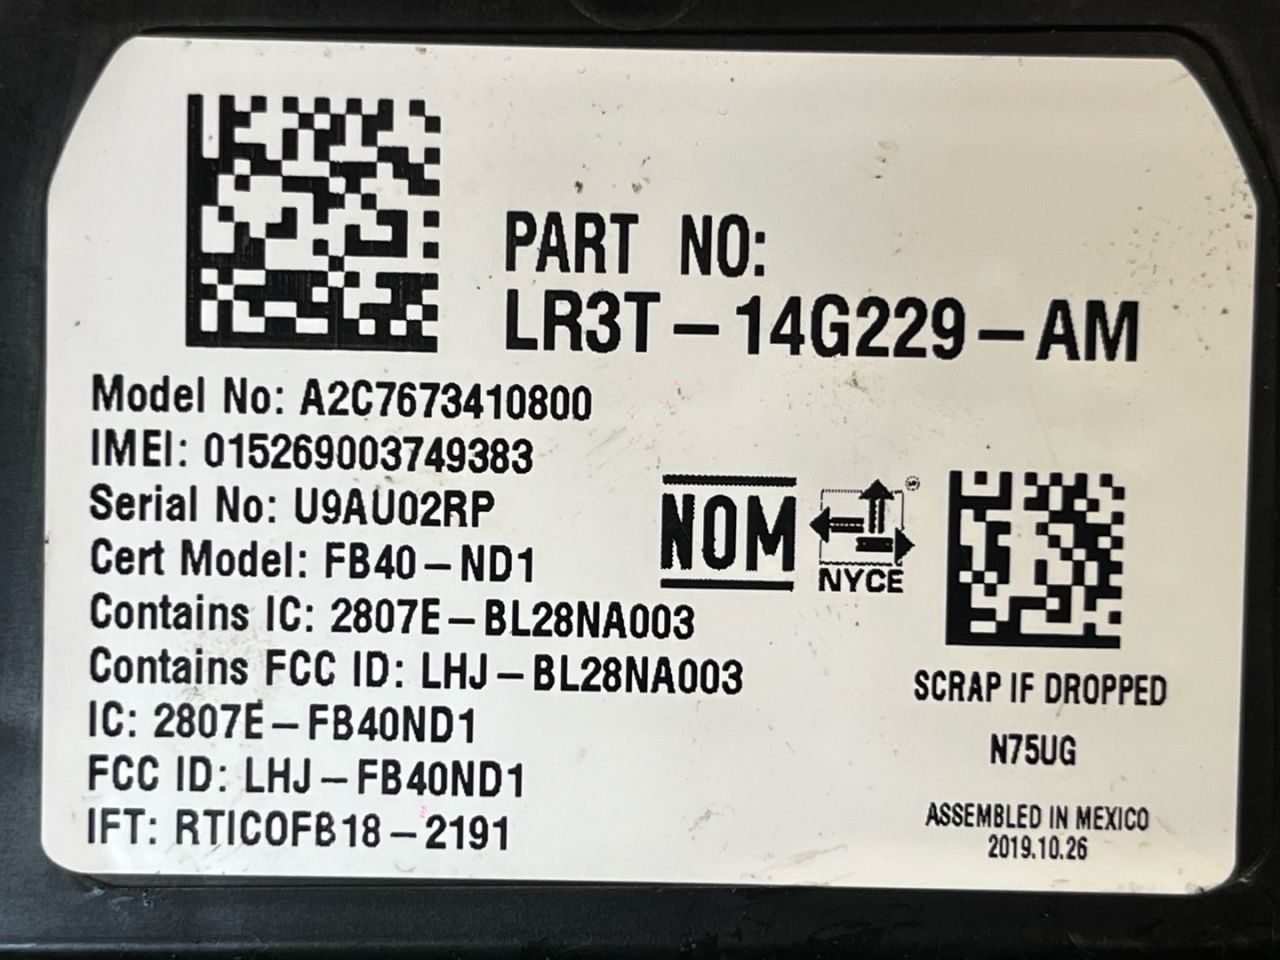 PART NO:
LR3T-14G229-AM
Model No: A2C7673410800
IMEI: 015269003749383
Serial No: U9AU02RP
Cert Model: FB40-ND1
Contains IC: 2807E-BL28NA003
Contains FCC ID: LHJ-BL28NA003
IC: 2807E-FB40ND1
FCC ID: LHJ-FB40ND1
IFT: RTICOFB18-2191
NOM
NYCE
SCRAP IF DROPPED
N75UG
ASSEMBLED IN MEXICO
2019.10.26